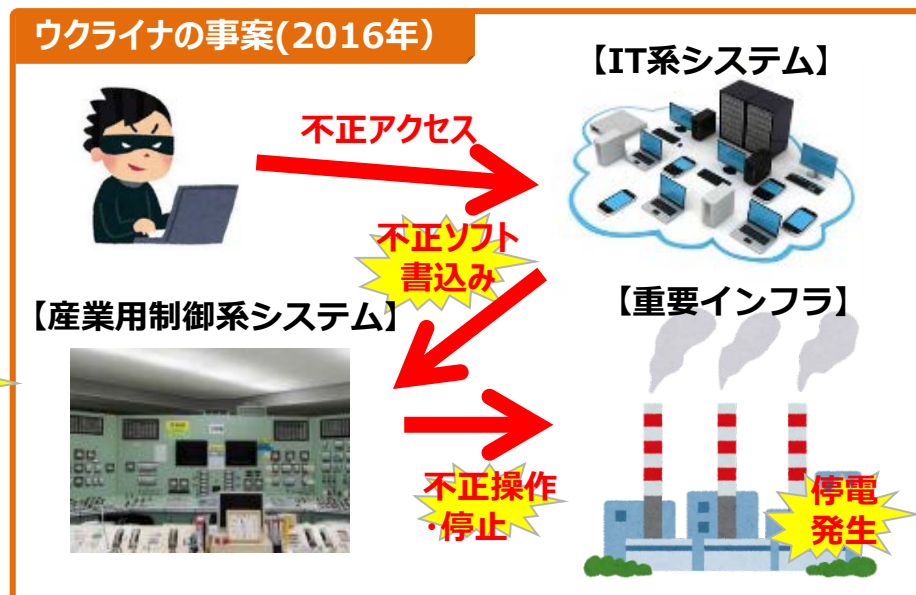 ウクライナの事案(2016年）
【IT系システム】
不正アクセス
不正ソフト
書込み
【産業用制御系システム】
【重要インフラ】
不正操作
・停止
停電
発生